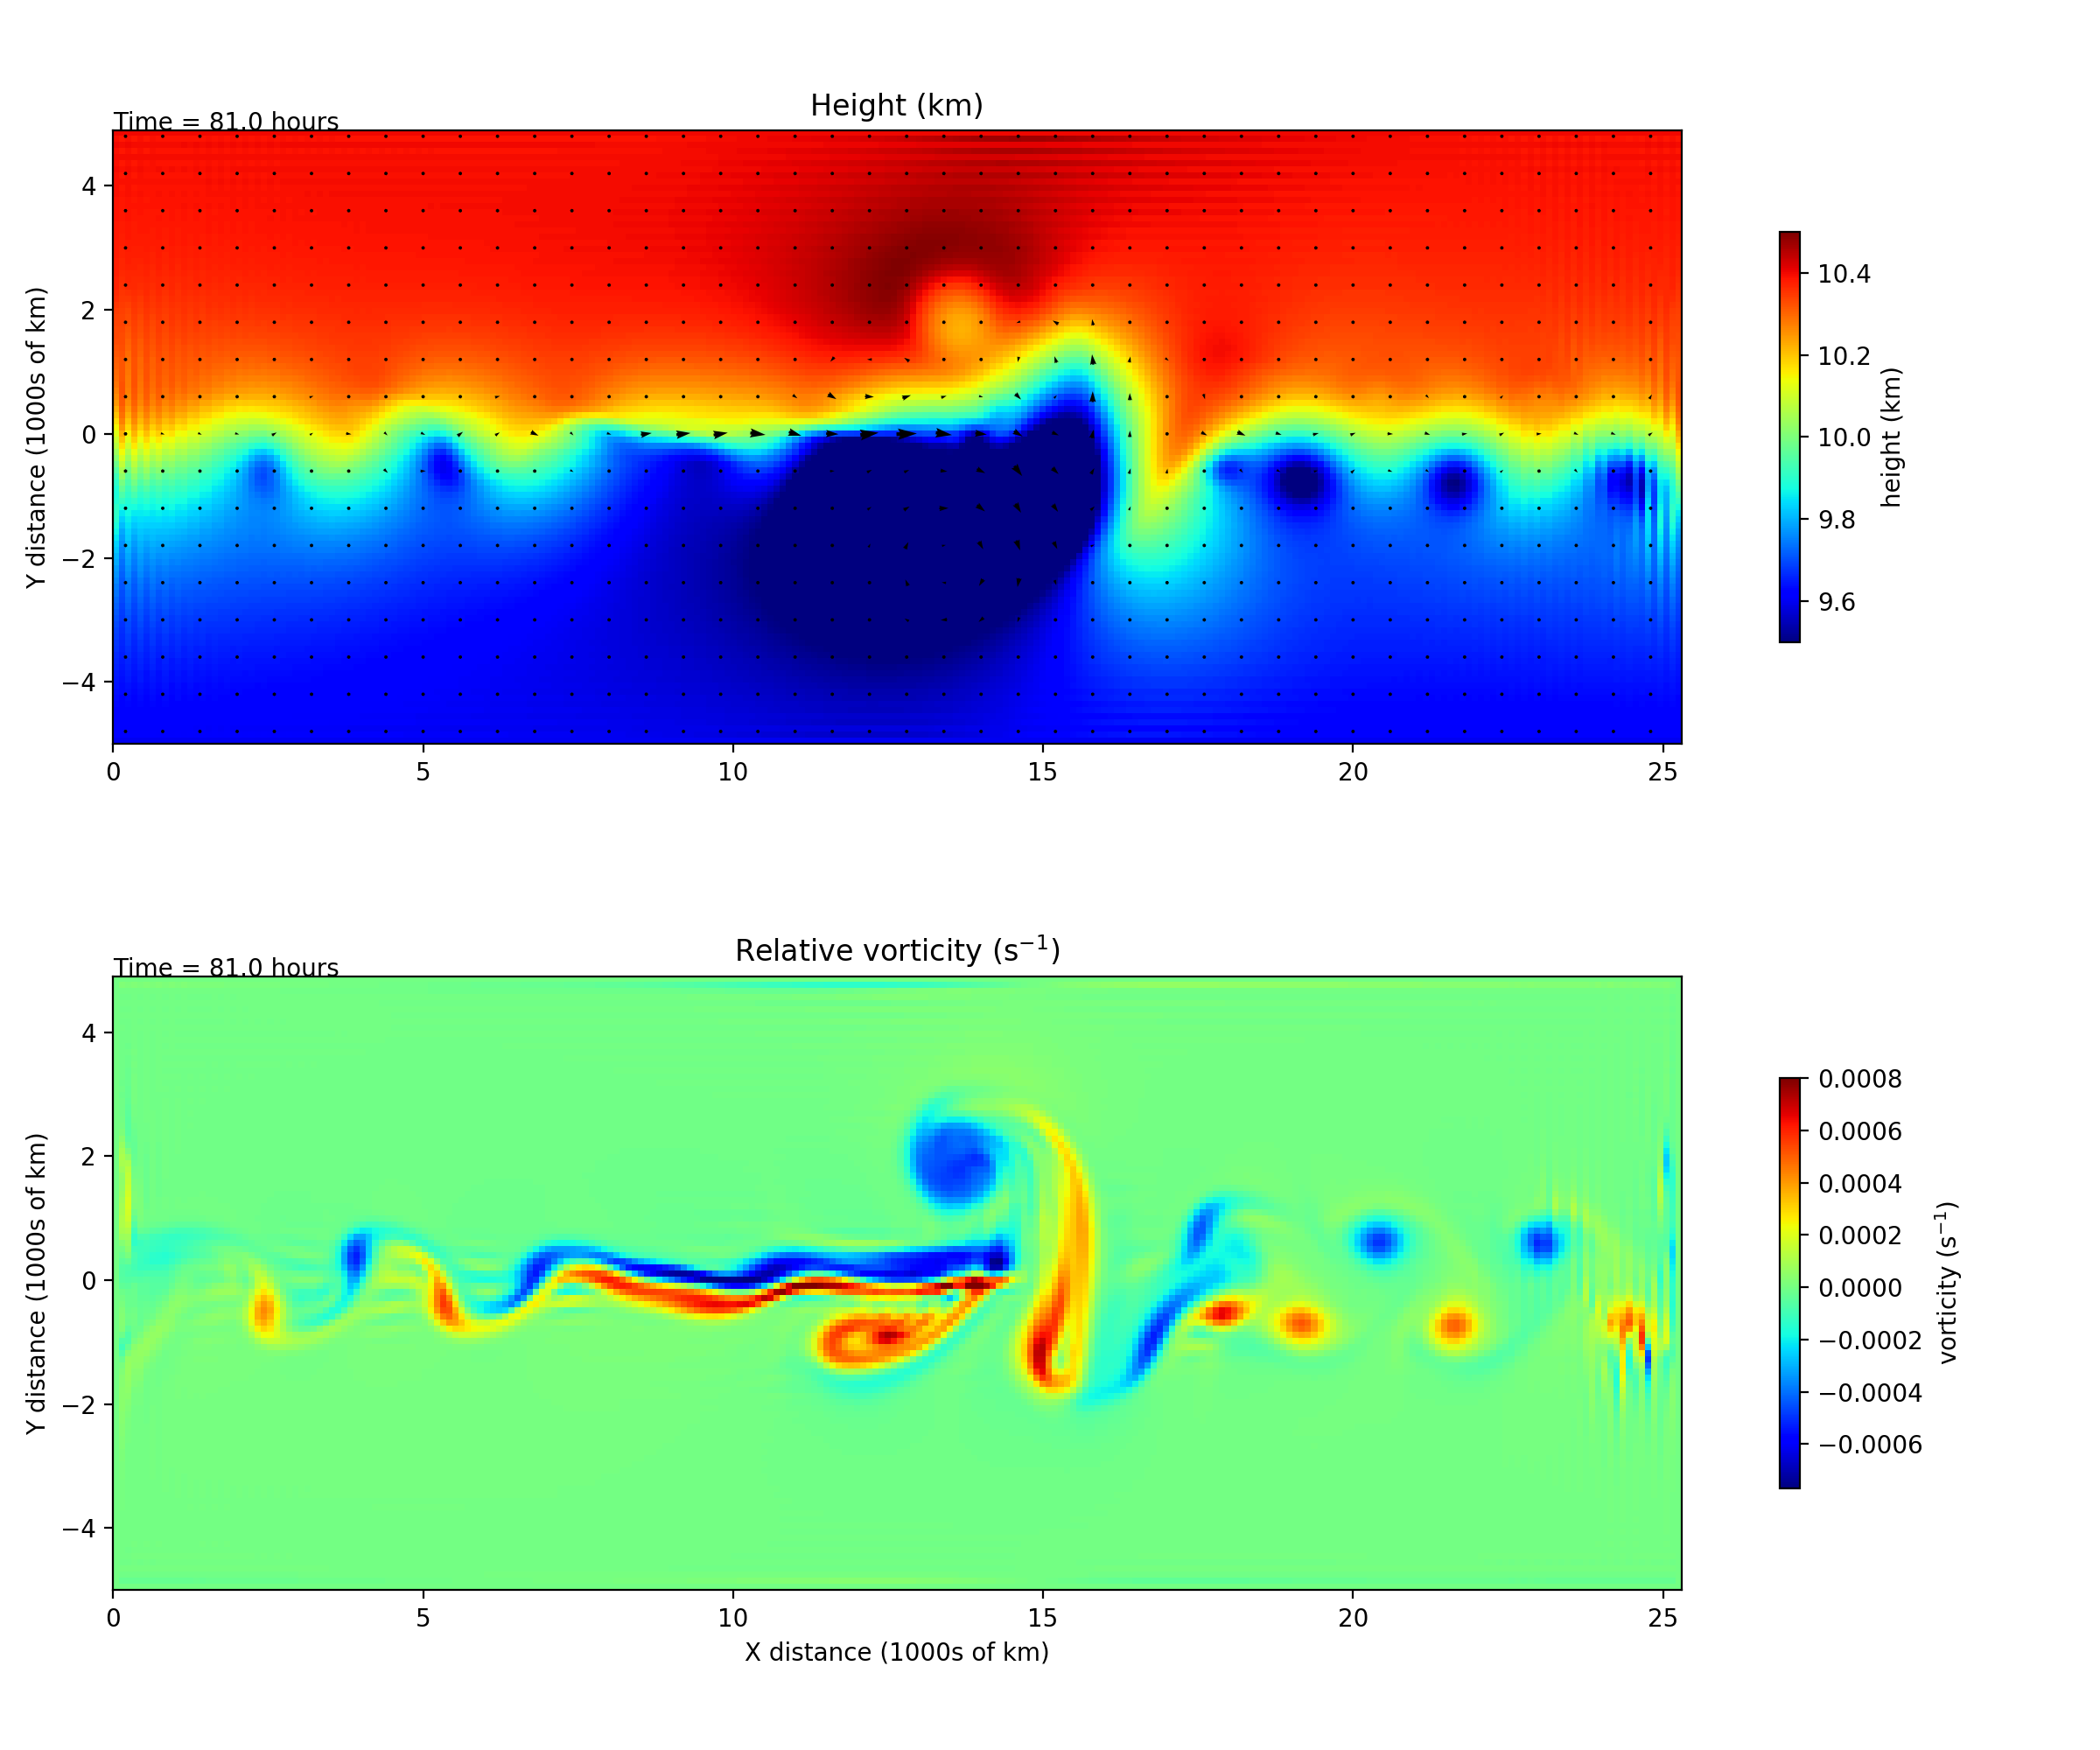 Height (km)
Time = 81.0 hours
Y distance (1000s of km)
4
2
0
−2
−4
0 5 10 15 20 25
10.4
10.2
10.0
9.8
9.6
height (km)
Relative vorticity (s⁻¹)
Time = 81.0 hours
Y distance (1000s of km)
4
2
0
−2
−4
0 5 10 15 20 25
X distance (1000s of km)
0.0008
0.0006
0.0004
0.0002
0.0000
−0.0002
−0.0004
−0.0006
vorticity (s⁻¹)